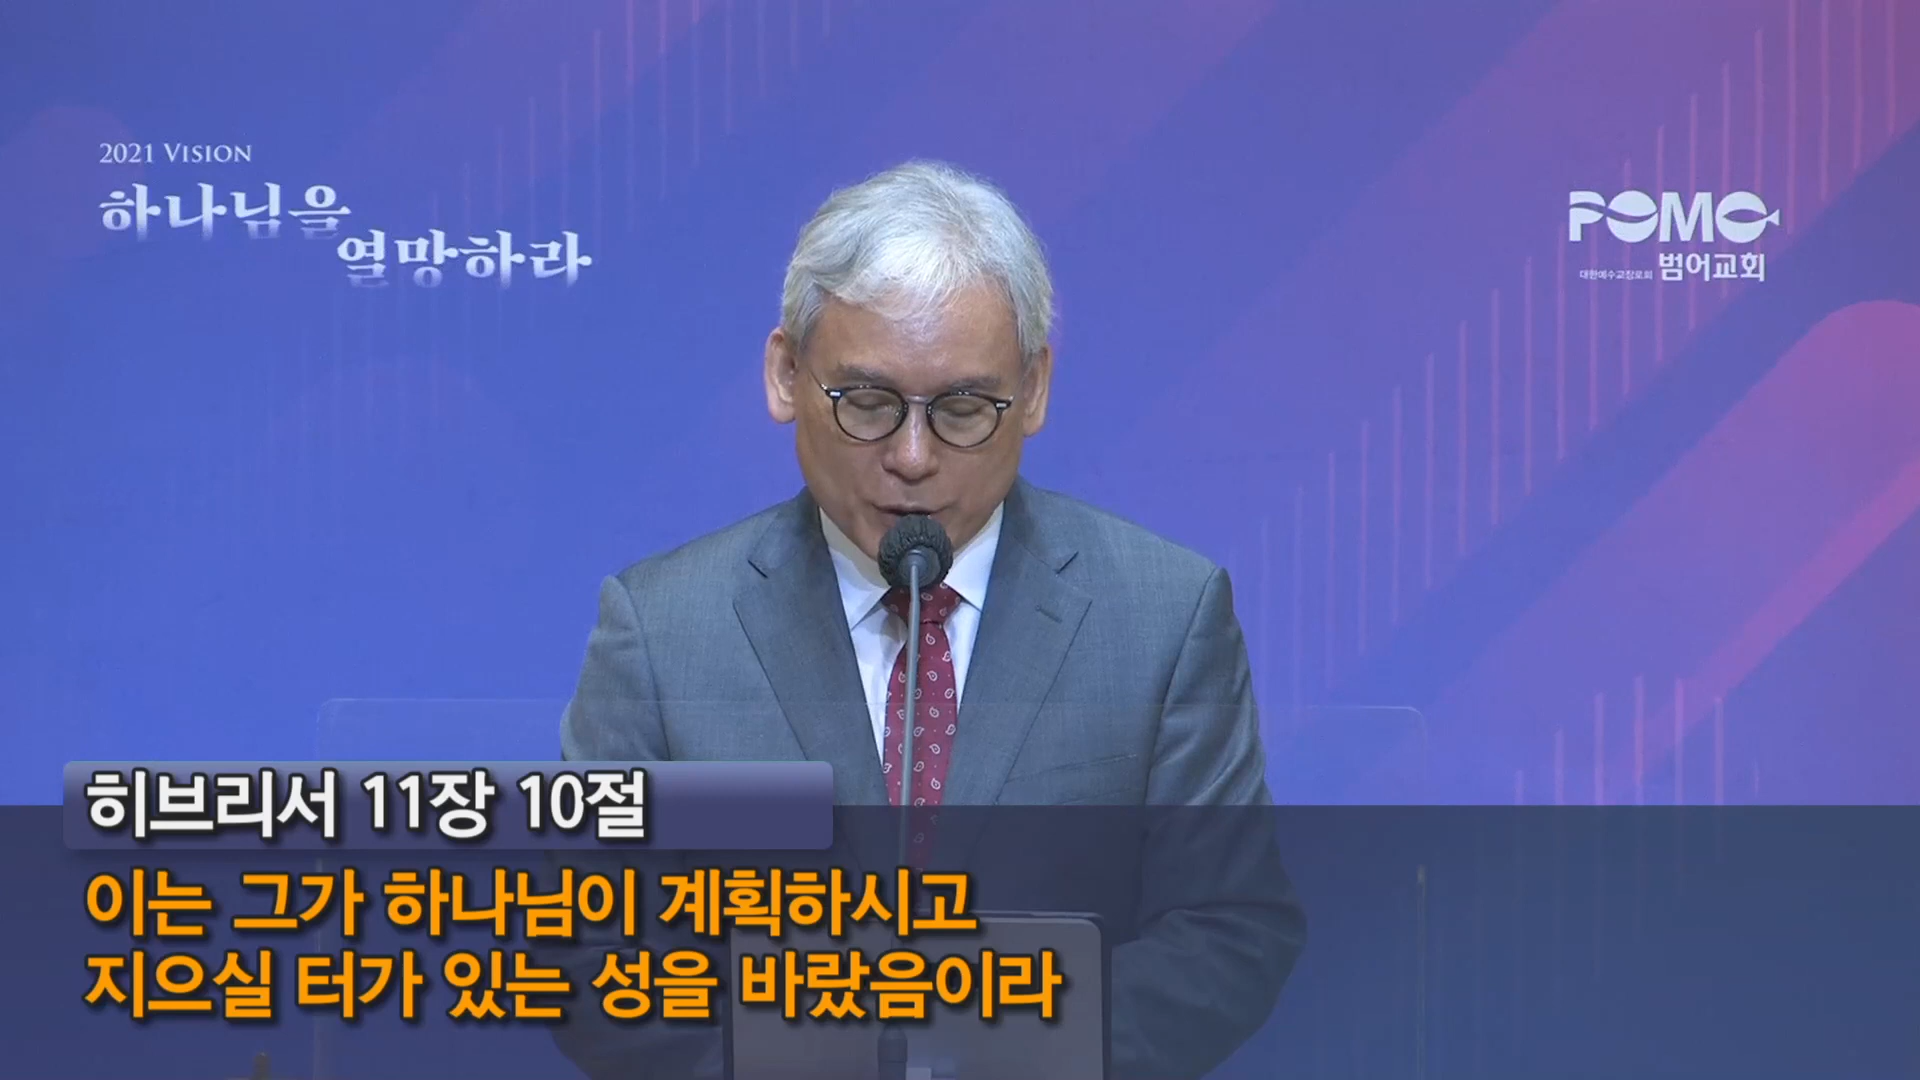 2021 VISION
하나님을
열망하라
POMO
대한예수교장로회 범어교회
히브리서 11장 10절
이는 그가 하나님이 계획하시고
지으실 터가 있는 성을 바랐음이라